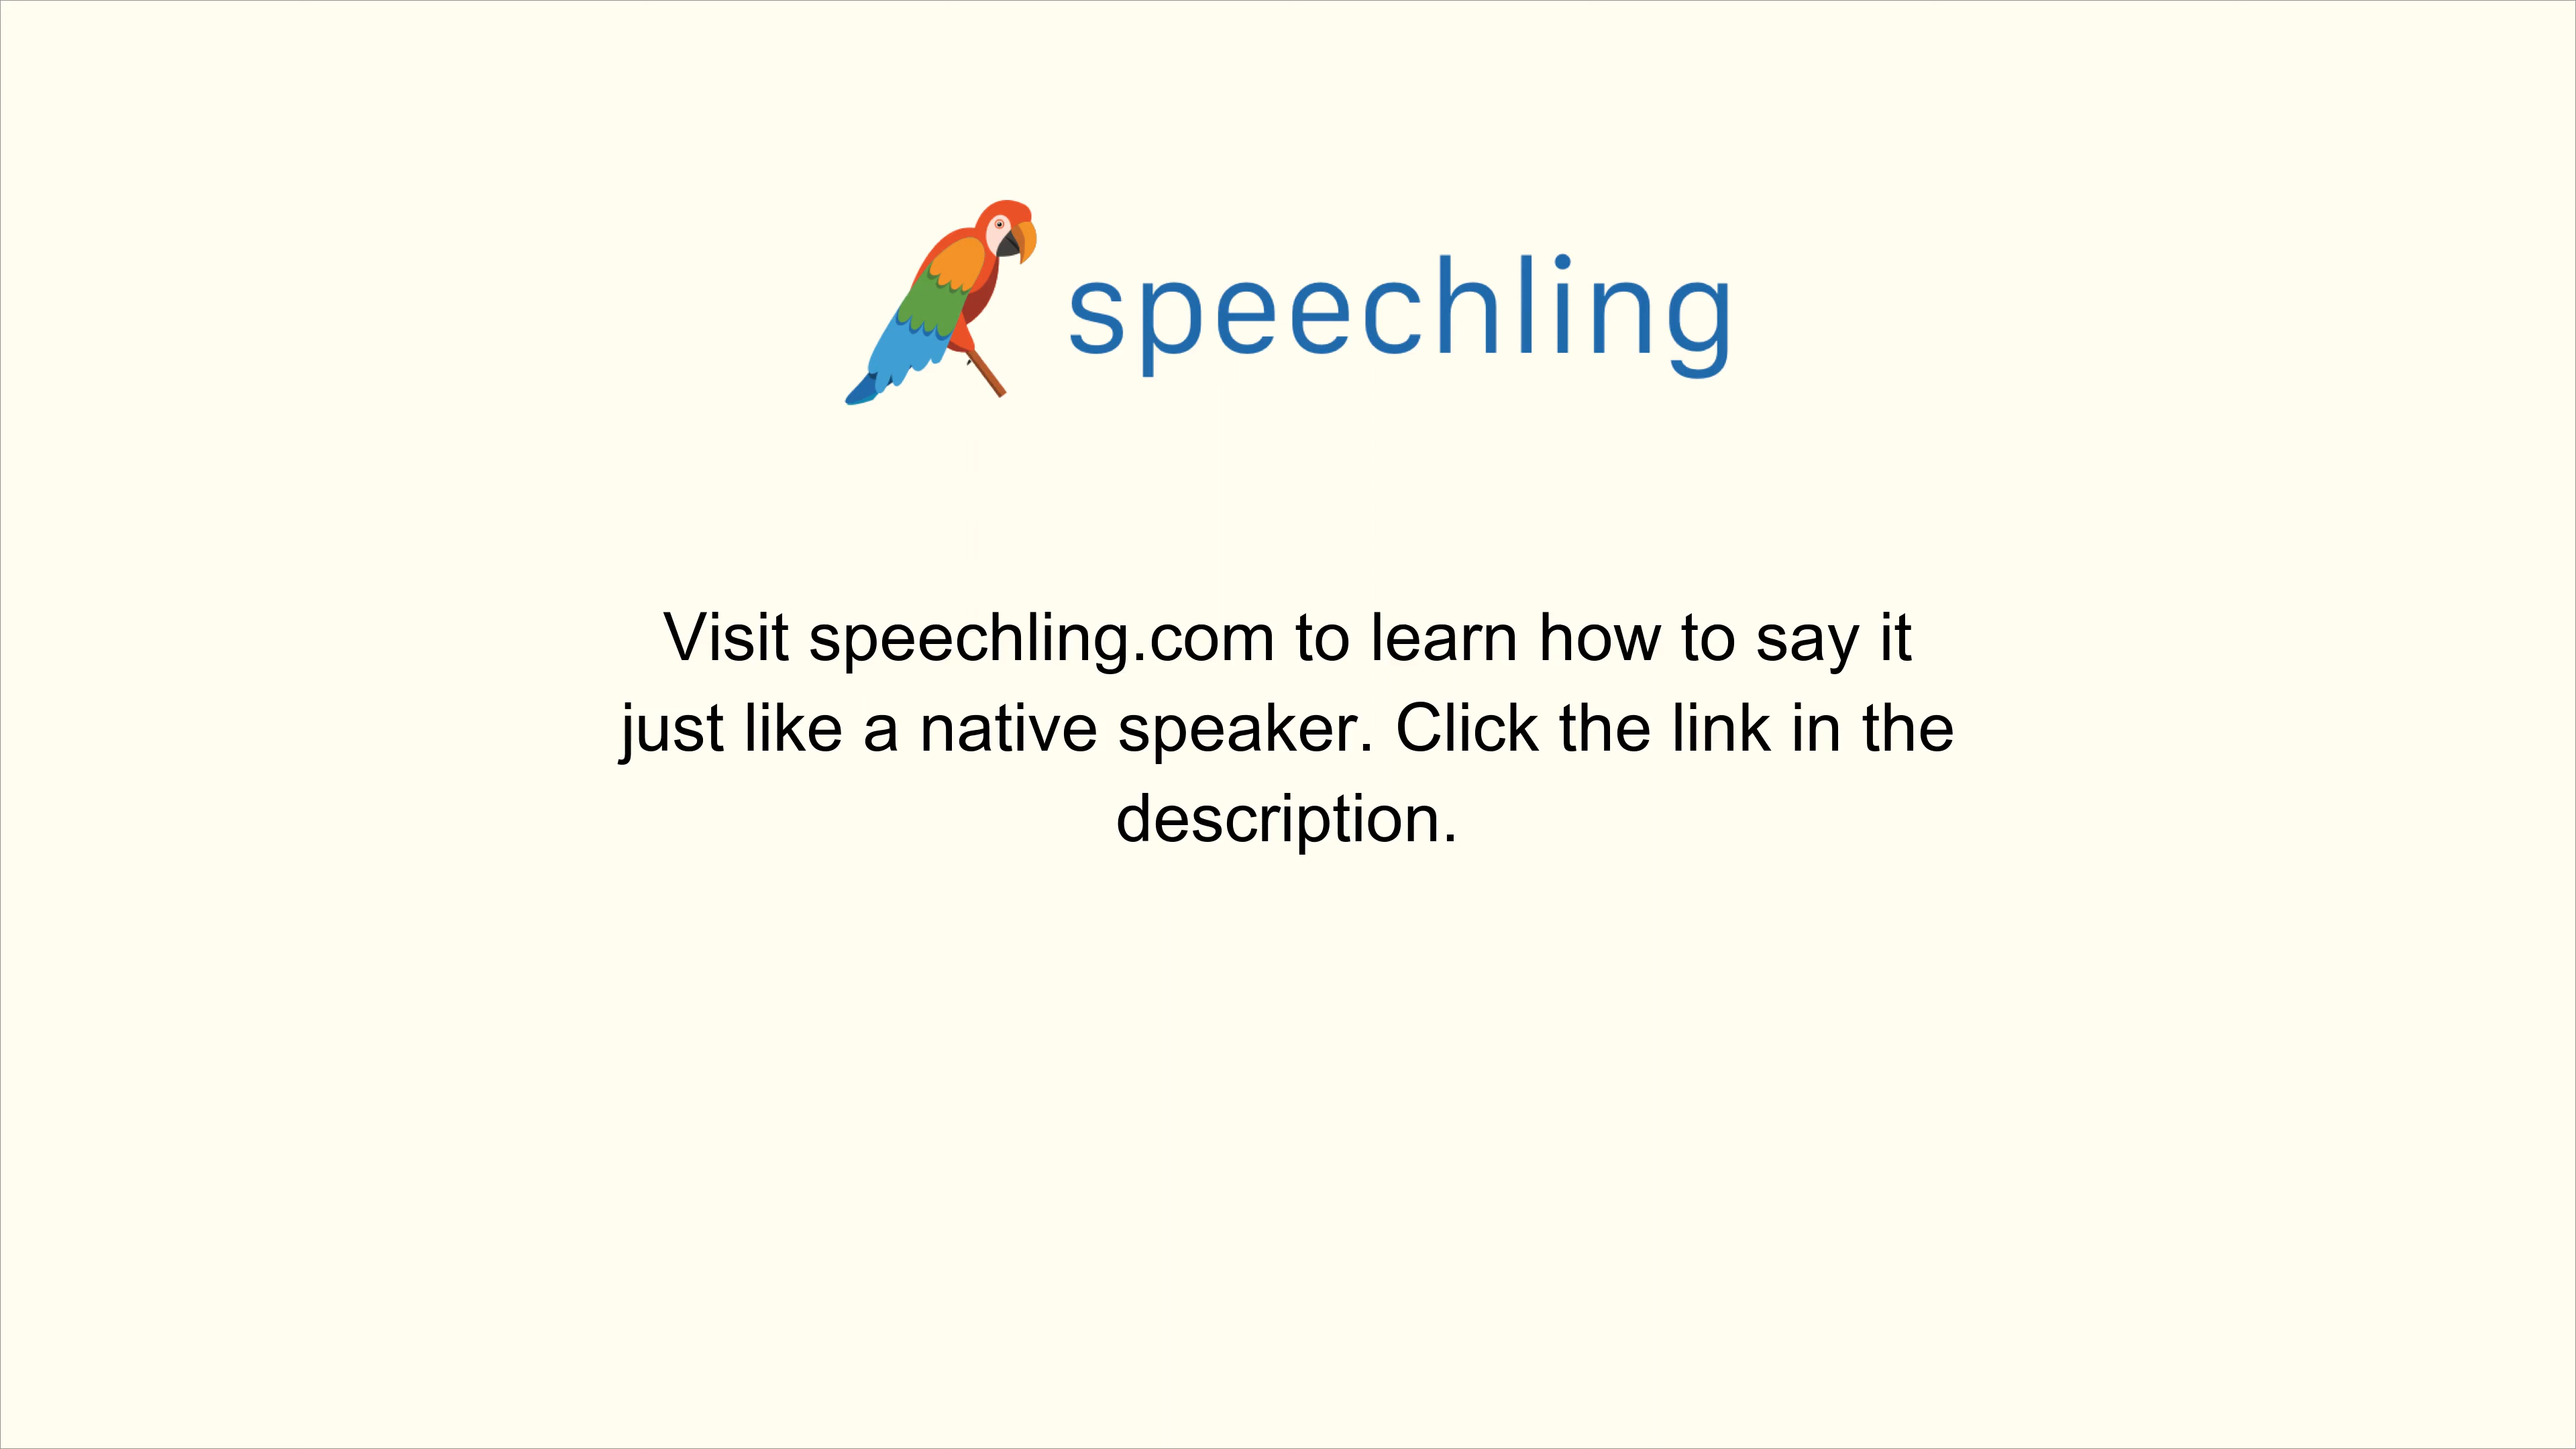 speechling
Visit speechling.com to learn how to say it
just like a native speaker. Click the link in the
description.